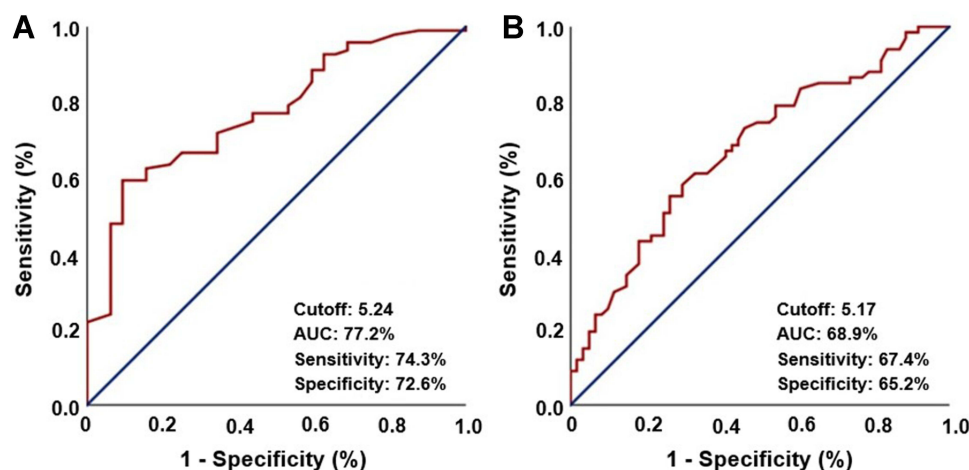 A
Sensitivity (%)
1.0
0.8
0.6
0.4
0.2
0.0
Cutoff: 5.24
AUC: 77.2%
Sensitivity: 74.3%
Specificity: 72.6%
0 0.2 0.4 0.6 0.8 1.0
1 - Specificity (%)
B
Sensitivity (%)
1.0
0.8
0.6
0.4
0.2
0.0
Cutoff: 5.17
AUC: 68.9%
Sensitivity: 67.4%
Specificity: 65.2%
0 0.2 0.4 0.6 0.8 1.0
1 - Specificity (%)